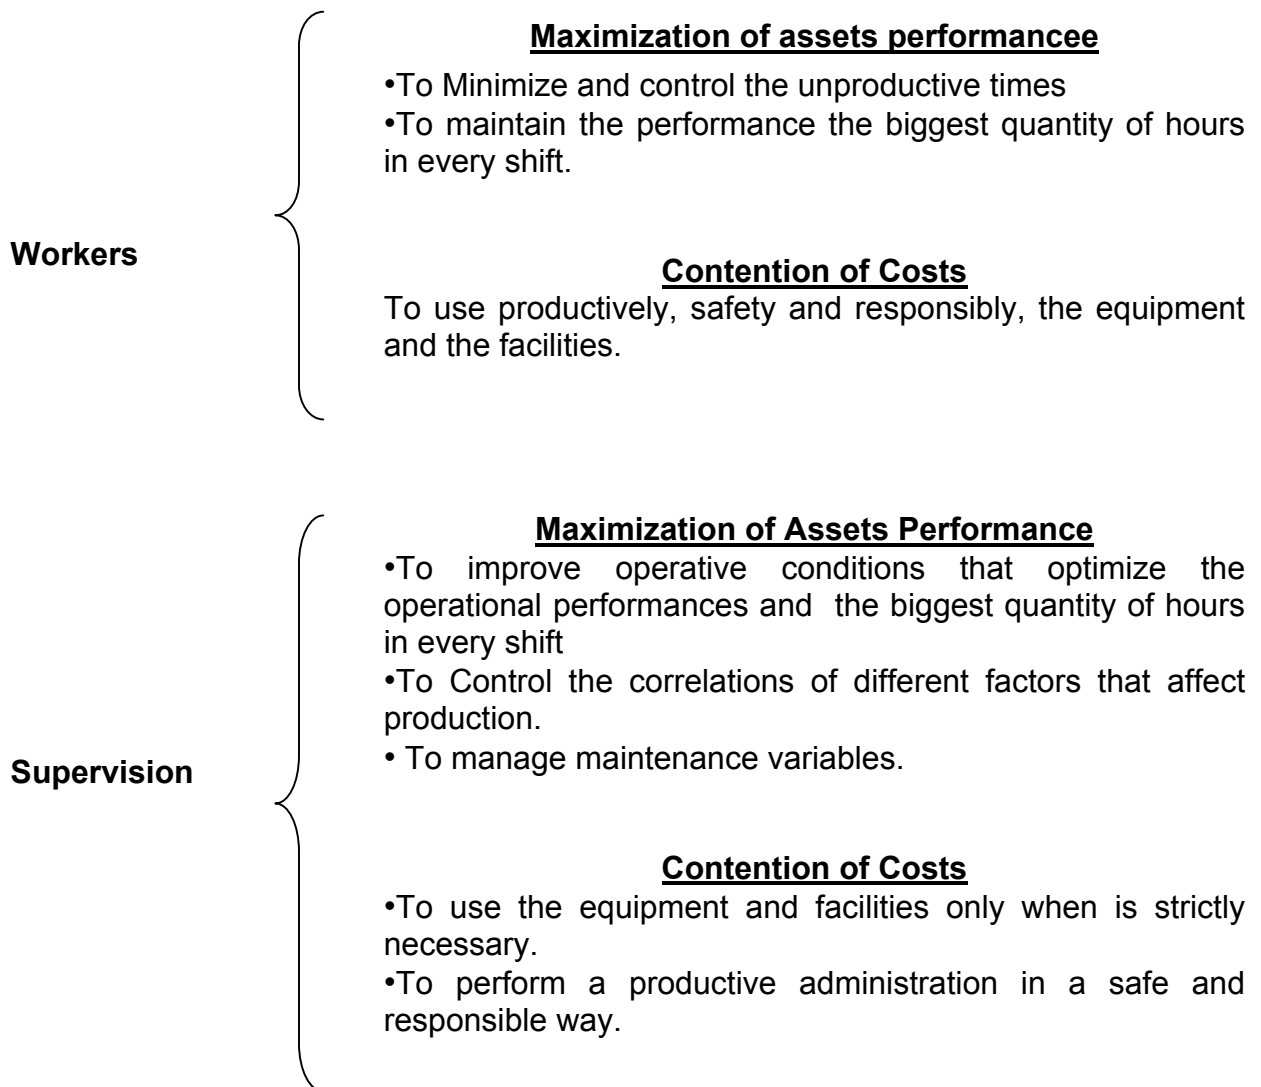 Maximization of assets performancee
•To Minimize and control the unproductive times
•To maintain the performance the biggest quantity of hours
in every shift.
Workers
Contention of Costs
To use productively, safety and responsibly, the equipment
and the facilities.
Maximization of Assets Performance
•To improve operative conditions that optimize the
operational performances and the biggest quantity of hours
in every shift
•To Control the correlations of different factors that affect
production.
• To manage maintenance variables.
Supervision
Contention of Costs
•To use the equipment and facilities only when is strictly
necessary.
•To perform a productive administration in a safe and
responsible way.